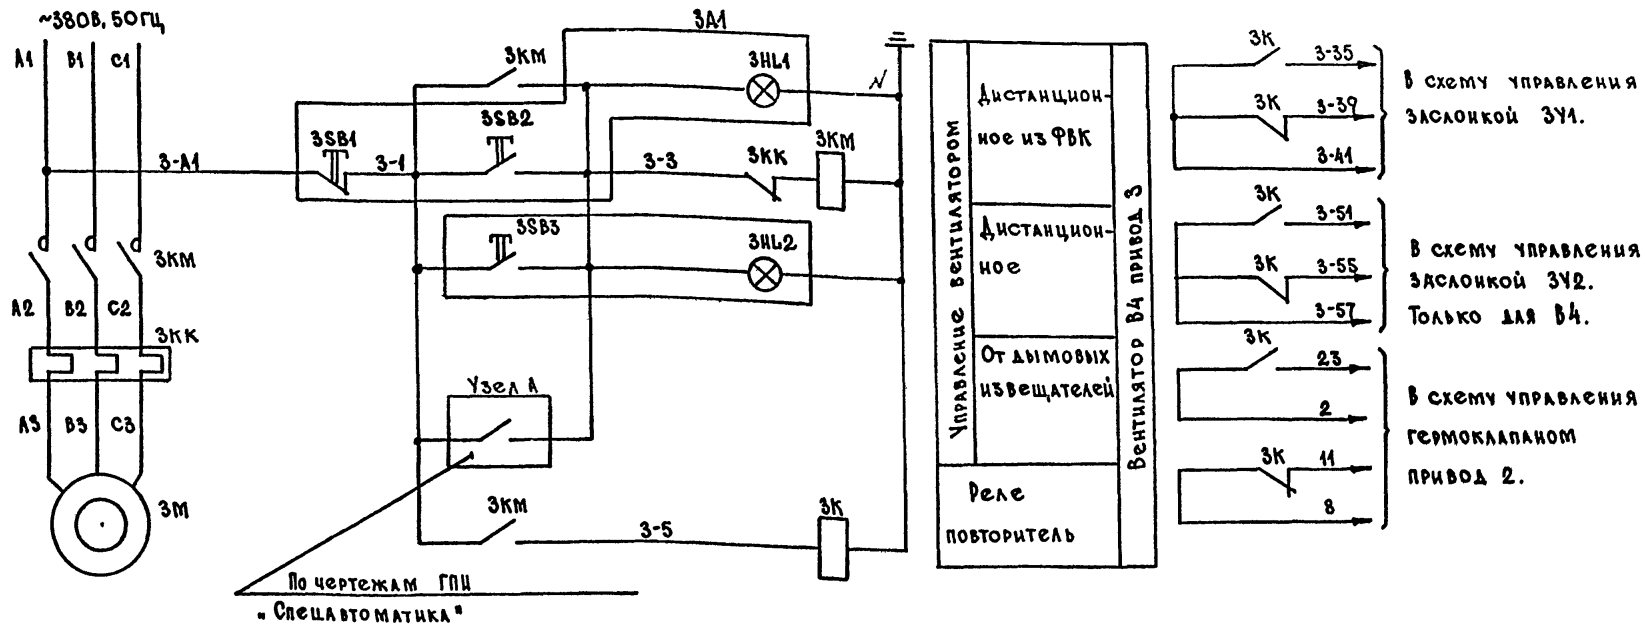 ~380В, 50ГЦ
А1
В1
С1
3-А1
3КМ
А2
В2
С2
3КК
А3
В3
С3
3М
3А1
3КМ
3HL1
N
3SB1
3-1
3SB2
3-3
3КК
3КМ
3SB3
3HL2
Узел А
3КМ
3-5
3К
По чертежам ГПИ
„Спецавтоматика"
Управление вентилятором
Дистанцион-
ное из ФВК
Дистанцион-
ное
От дымовых
извещателей
Реле
повторитель
Вентилятор В4 привод 3
3К
3-35
3К
3-39
3-41
В схему управления
заслонкой 3У1.
3К
3-51
3К
3-55
3-57
В схему управления
заслонкой 3У2.
Только для В4.
3К
23
2
3К
11
8
В схему управления
гермоклапаном
привод 2.